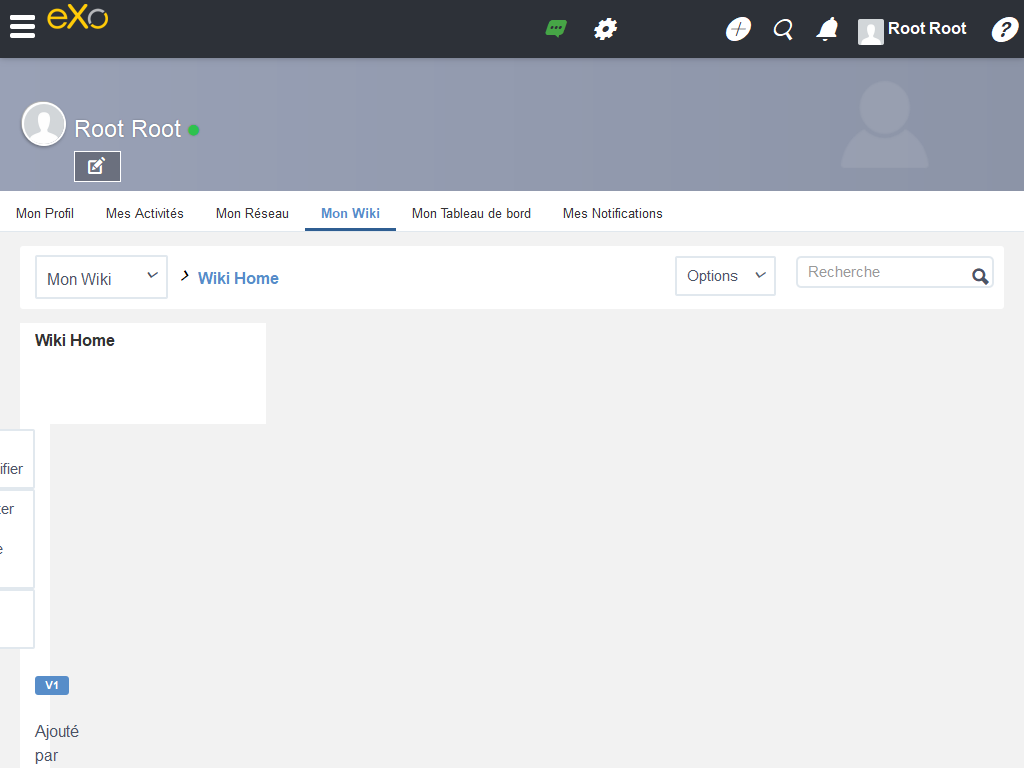 eXo
Root Root
Root Root
Mon Profil Mes Activités Mon Réseau Mon Wiki Mon Tableau de bord Mes Notifications
Mon Wiki Wiki Home Options Recherche
Wiki Home
ifier
er
e
V1
Ajouté
par